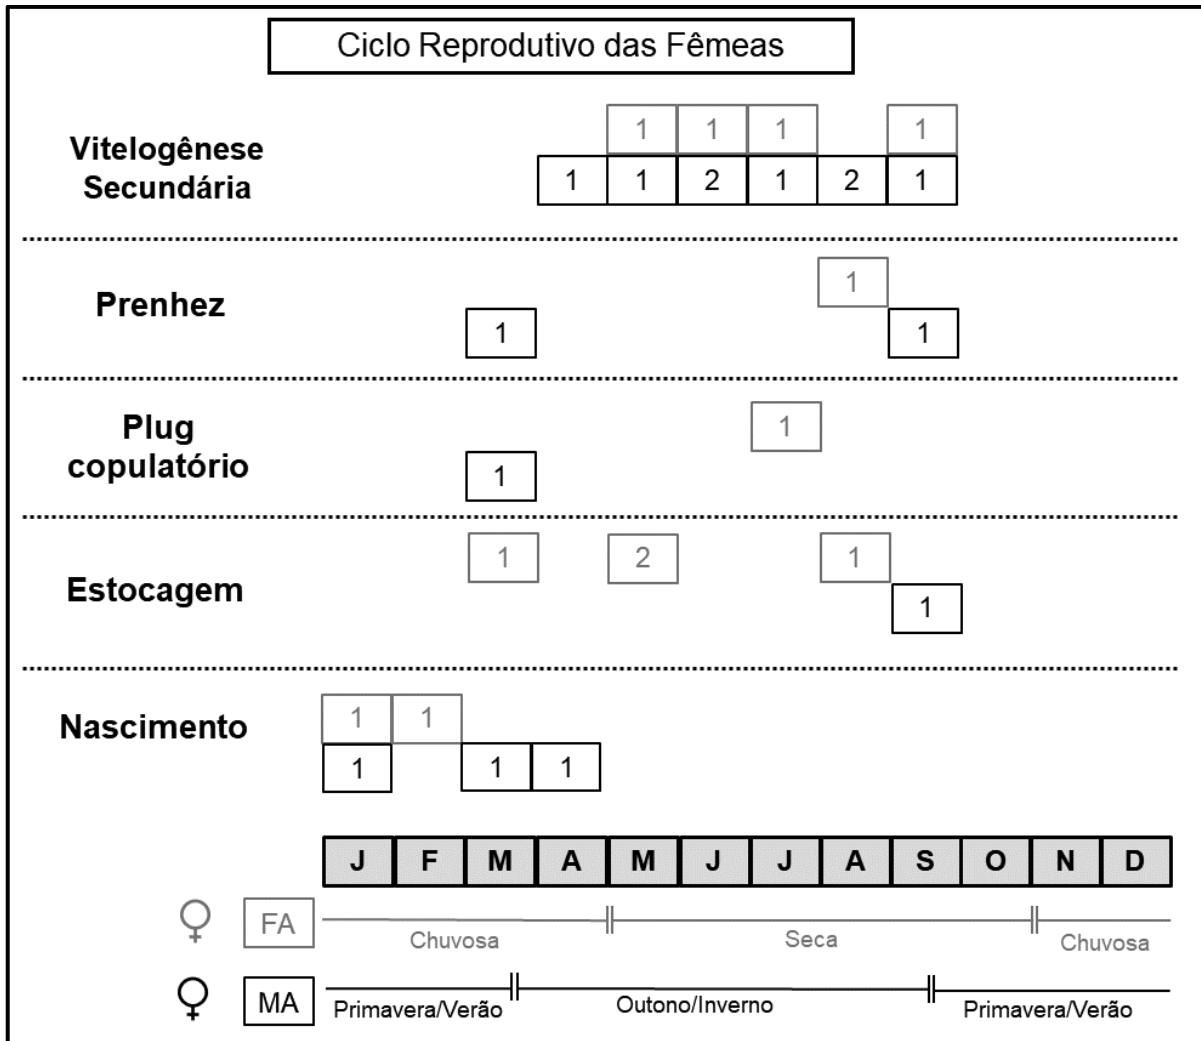 Ciclo Reprodutivo das Fêmeas
1 1 1 1
Vitelogênese
Secundária
1 1 2 1 2 1
1
Prenhez
1 1
Plug
copulatório
1
1
1 2 1
Estocagem
1
1 1
Nascimento
1 1 1
J F M A M J J A S O N D
♀ FA
Chuvosa Seca Chuvosa
♀ MA
Primavera/Verão Outono/Inverno Primavera/Verão